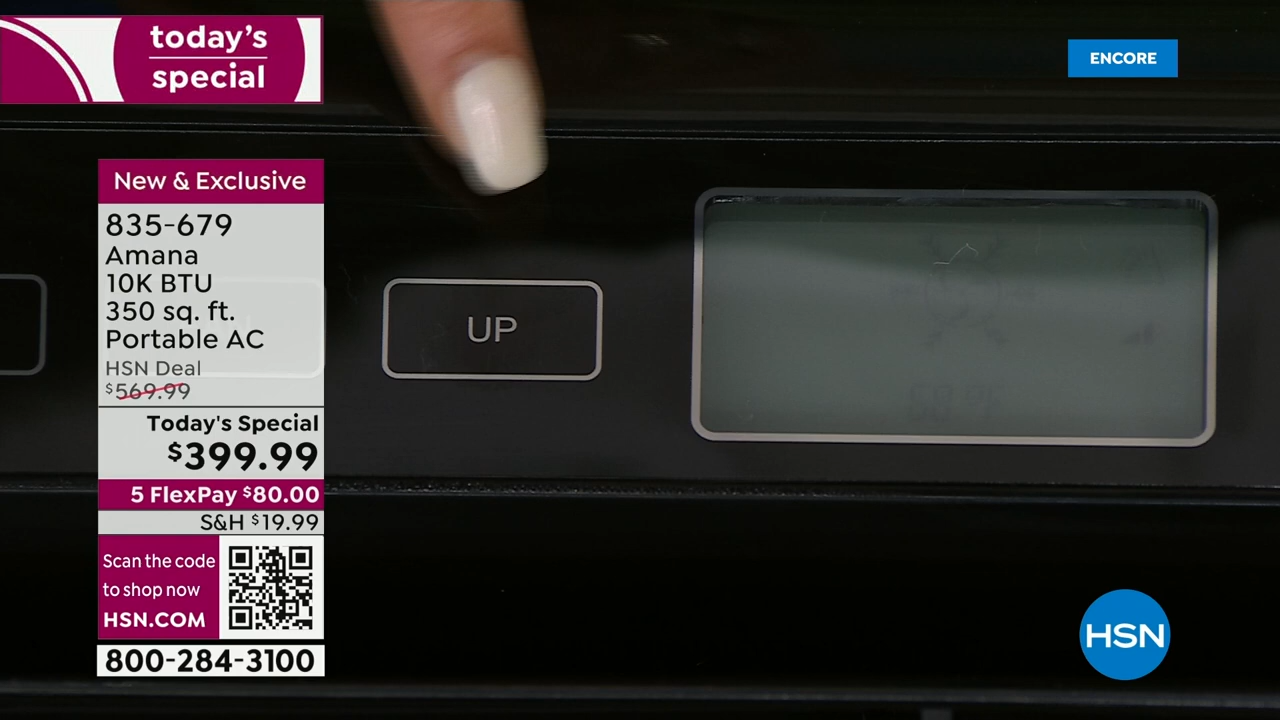 today's
special
ENCORE
New & Exclusive
835-679
Amana
10K BTU
350 sq. ft.
Portable AC
HSN Deal
$569.99
Today's Special
$399.99
5 FlexPay $80.00
S&H $19.99
Scan the code
to shop now
HSN.COM
800-284-3100
UP
HSN